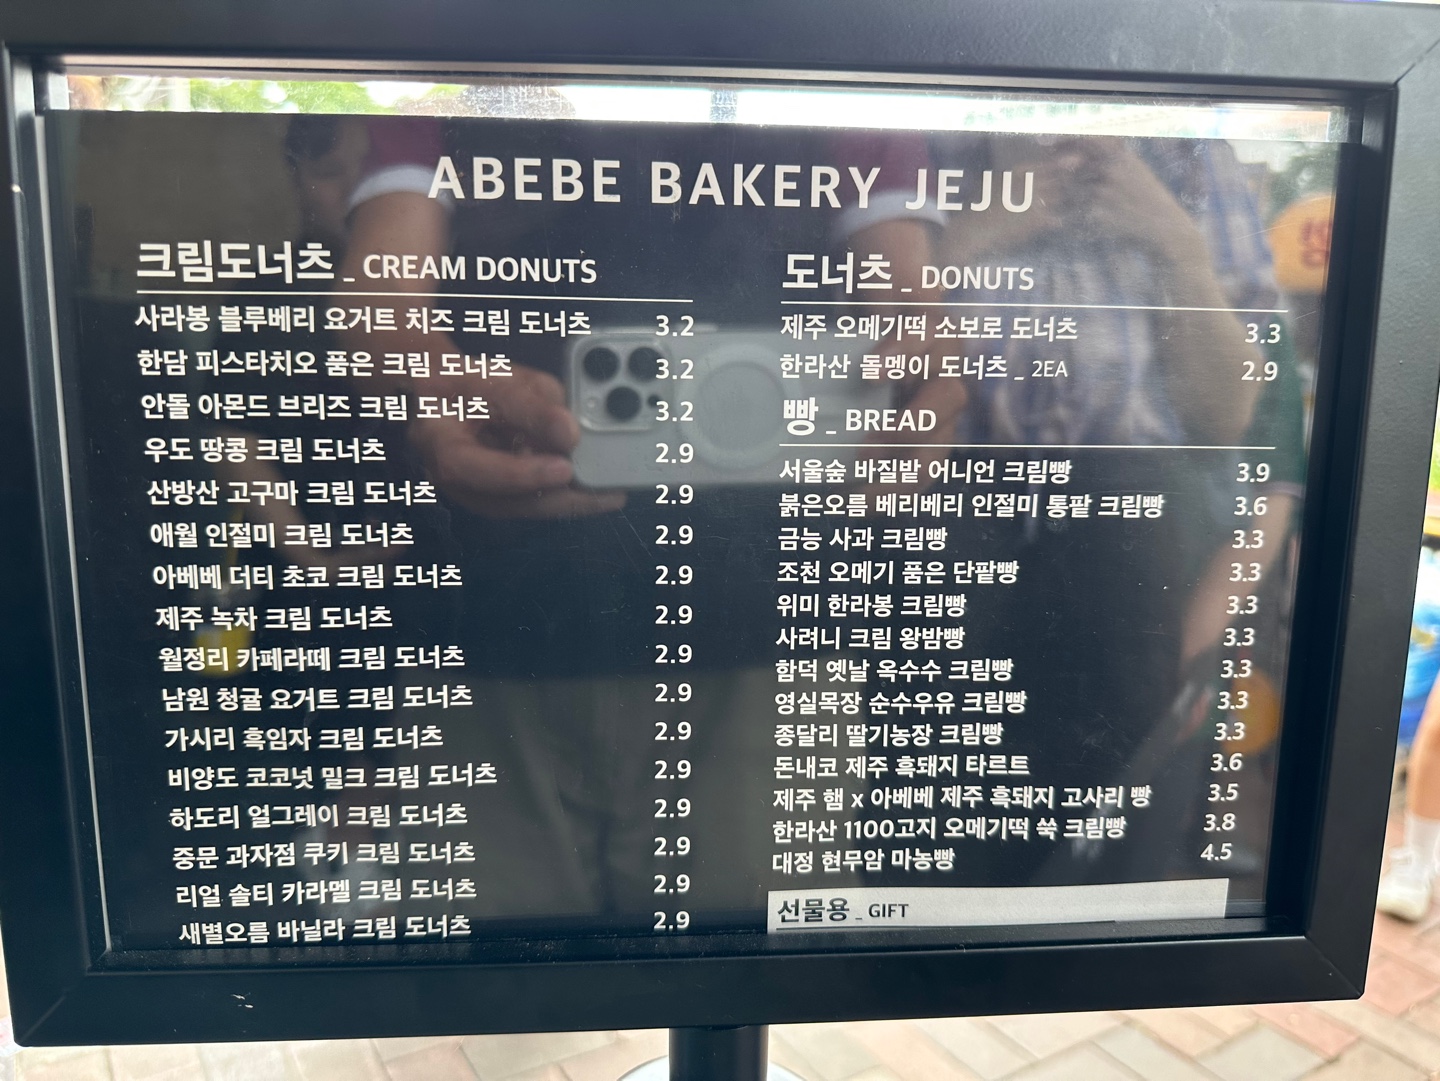 ABEBE BAKERY JEJU
크림도너츠 _ CREAM DONUTS
사라봉 블루베리 요거트 치즈 크림 도너츠 3.2
한담 피스타치오 품은 크림 도너츠 3.2
안돌 아몬드 브리즈 크림 도너츠 3.2
우도 땅콩 크림 도너츠 2.9
산방산 고구마 크림 도너츠 2.9
애월 인절미 크림 도너츠 2.9
아베베 더티 초코 크림 도너츠 2.9
제주 녹차 크림 도너츠 2.9
월정리 카페라떼 크림 도너츠 2.9
남원 청귤 요거트 크림 도너츠 2.9
가시리 흑임자 크림 도너츠 2.9
비양도 코코넛 밀크 크림 도너츠 2.9
하도리 얼그레이 크림 도너츠 2.9
중문 과자점 쿠키 크림 도너츠 2.9
리얼 솔티 카라멜 크림 도너츠 2.9
새별오름 바닐라 크림 도너츠 2.9
도너츠 _ DONUTS
제주 오메기떡 소보로 도너츠 3.3
한라산 돌멩이 도너츠 _ 2EA 2.9
빵 _ BREAD
서울숲 바질밭 어니언 크림빵 3.9
붉은오름 베리베리 인절미 통팥 크림빵 3.6
금능 사과 크림빵 3.3
조천 오메기 품은 단팥빵 3.3
위미 한라봉 크림빵 3.3
사려니 크림 왕밤빵 3.3
함덕 옛날 옥수수 크림빵 3.3
영실목장 순수우유 크림빵 3.3
종달리 딸기농장 크림빵 3.3
돈내코 제주 흑돼지 타르트 3.6
제주 햄 x 아베베 제주 흑돼지 고사리 빵 3.5
한라산 1100고지 오메기떡 쑥 크림빵 3.8
대정 현무암 마농빵 4.5
선물용 _ GIFT